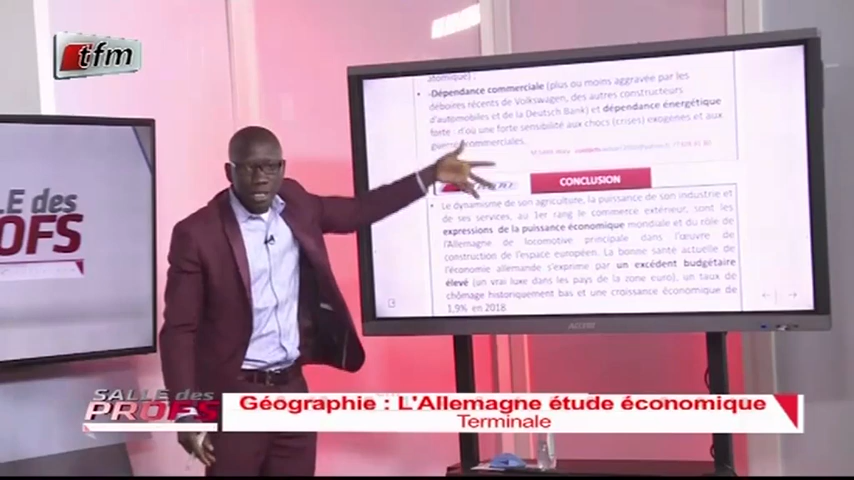 tfm
LE des
OFS
atomique).
-Dépendance commerciale (plus ou moins aggravée par les
déboires récents de Volkswagen, des autres constructeurs
d'automobiles et de la Deutsch Bank) et dépendance énergétique
forte : d'où une forte sensibilité aux chocs (crises) exogènes et aux
guerres commerciales.
CONCLUSION
Le dynamisme de son agriculture, la puissance de son industrie et
de ses services, au 1er rang le commerce extérieur, sont les
expressions de la puissance économique mondiale et du rôle de
l'Allemagne de locomotive principale dans l'œuvre de
construction de l'espace européen. La bonne santé actuelle de
l'économie allemande s'exprime par un excédent budgétaire
élevé (un vrai luxe dans les pays de la zone euro), un taux de
chômage historiquement bas et une croissance économique de
1,9% en 2018
SALLE des
PROFS
Géographie : L'Allemagne étude économique
Terminale